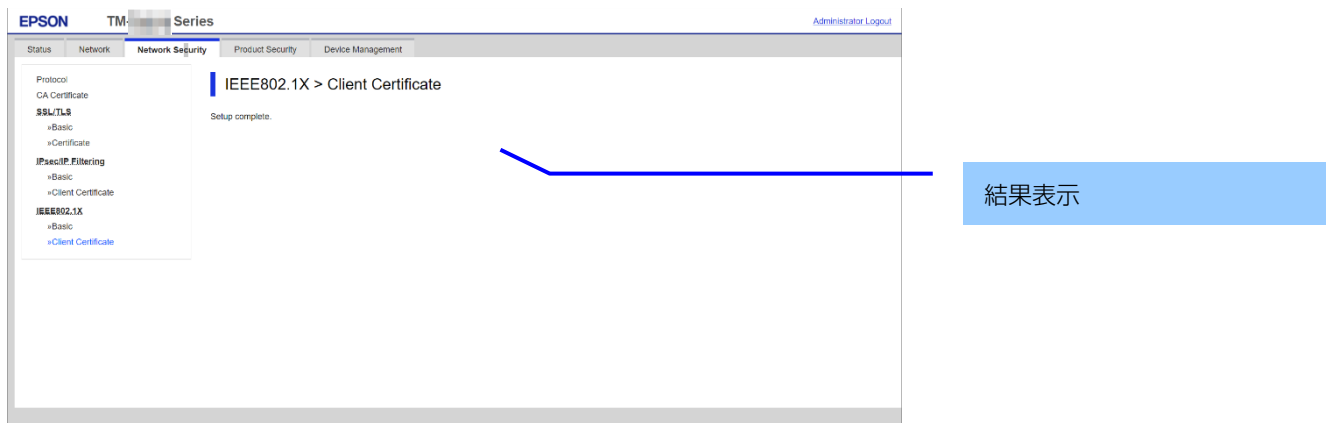 EPSON TM- Series Administrator Logout
Status Network Network Security Product Security Device Management
Protocol
CA Certificate
SSL/TLS
»Basic
»Certificate
IPsec/IP Filtering
»Basic
»Client Certificate
IEEE802.1X
»Basic
»Client Certificate
IEEE802.1X > Client Certificate
Setup complete.
結果表示